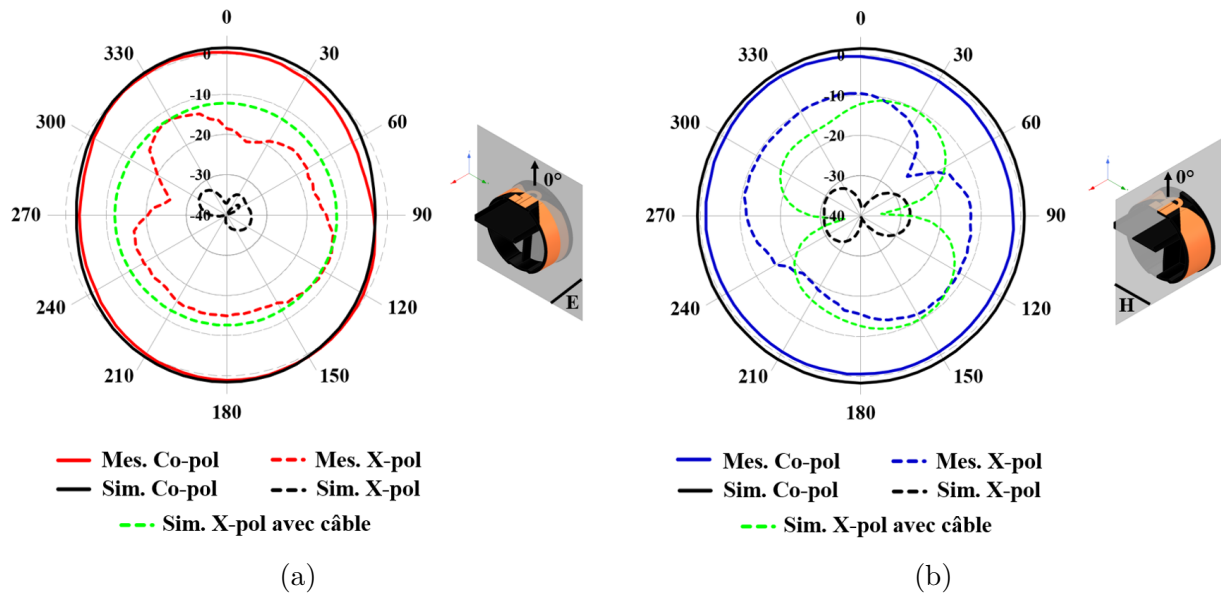 0
330
30
0
-10
300
60
-20
-30
0°
270
-40
90
E
240
120
210
150
180
Mes. Co-pol
Mes. X-pol
Sim. Co-pol
Sim. X-pol
Sim. X-pol avec câble
(a)
0
330
30
0
-10
300
60
-20
-30
0°
270
-40
90
H
240
120
210
150
180
Mes. Co-pol
Mes. X-pol
Sim. Co-pol
Sim. X-pol
Sim. X-pol avec câble
(b)